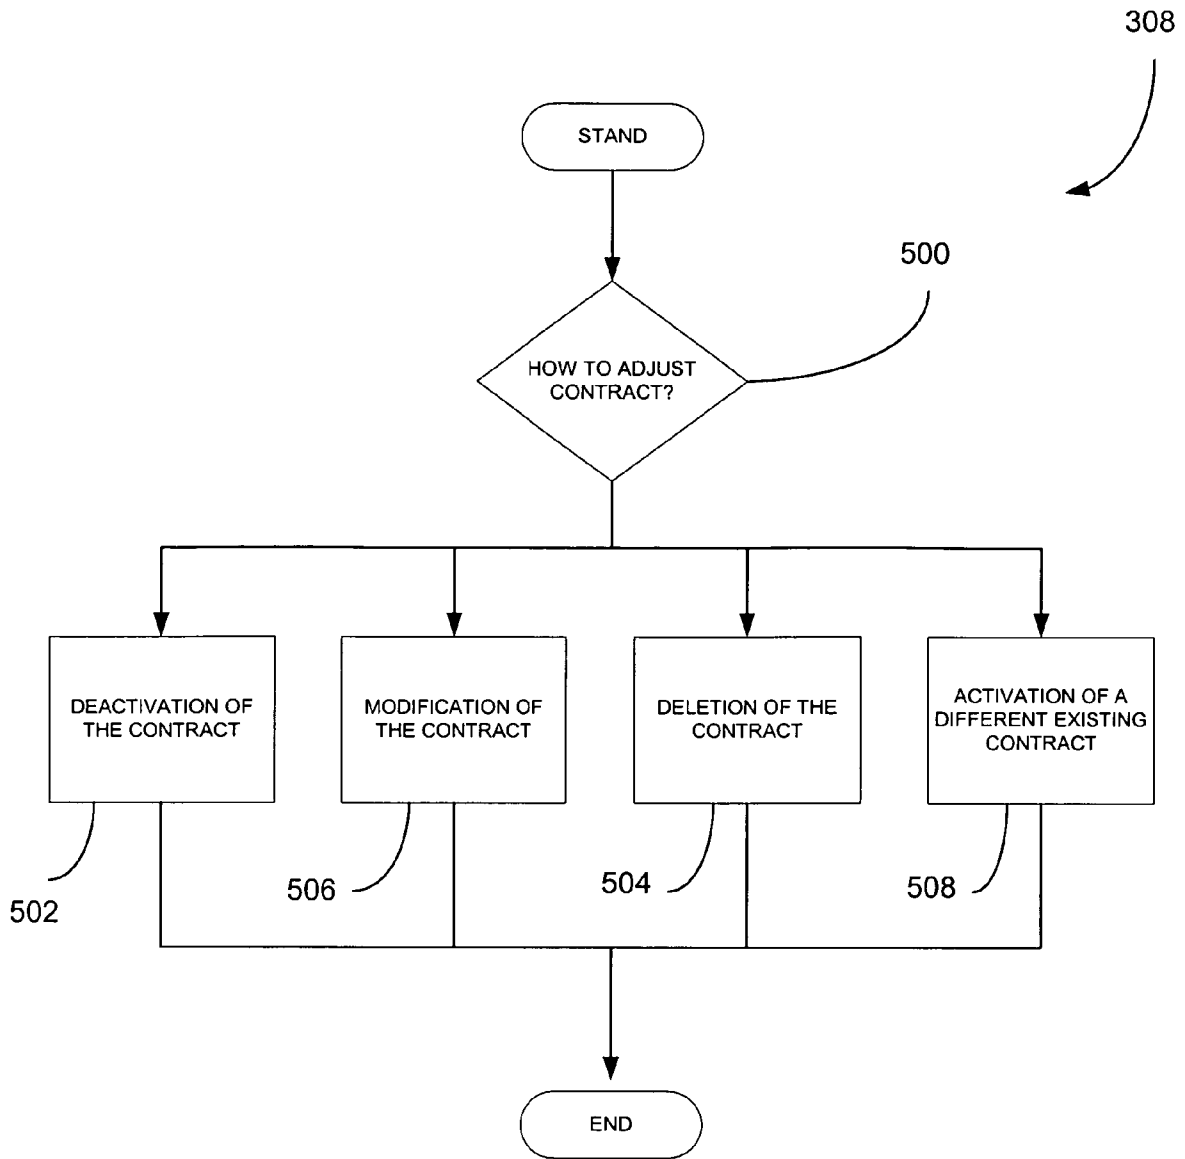 308
STAND
500
HOW TO ADJUST
CONTRACT?
DEACTIVATION OF
THE CONTRACT
MODIFICATION OF
THE CONTRACT
DELETION OF THE
CONTRACT
ACTIVATION OF A
DIFFERENT EXISTING
CONTRACT
502
506
504
508
END